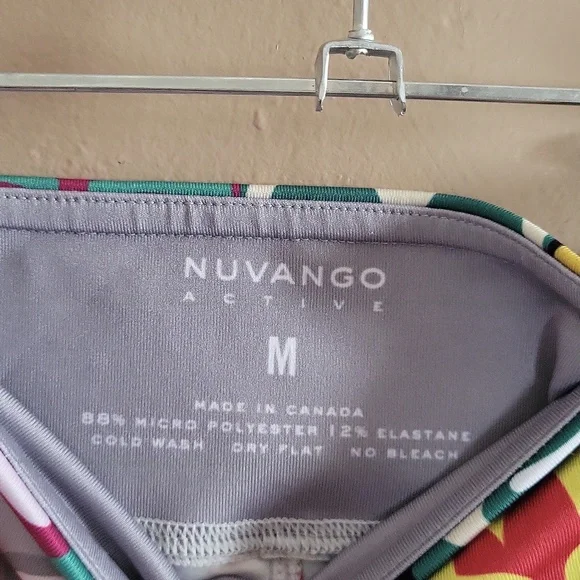 NUVANGO
ACTIVE
M
MADE IN CANADA
88% MICRO POLYESTER 12% ELASTANE
COLD WASH DRY FLAT NO BLEACH